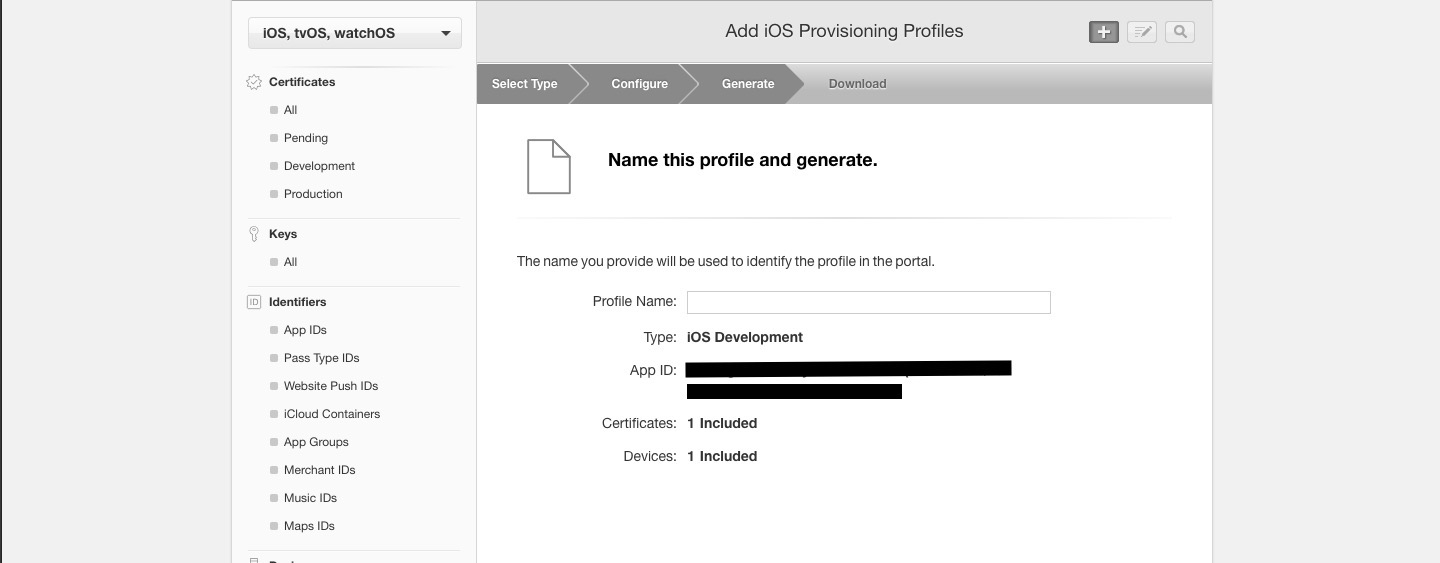 iOS, tvOS, watchOS
Certificates
All
Pending
Development
Production
Keys
All
ID Identifiers
App IDs
Pass Type IDs
Website Push IDs
iCloud Containers
App Groups
Merchant IDs
Music IDs
Maps IDs
Add iOS Provisioning Profiles
Select Type Configure Generate Download
Name this profile and generate.
The name you provide will be used to identify the profile in the portal.
Profile Name:
Type: iOS Development
App ID:
Certificates: 1 Included
Devices: 1 Included